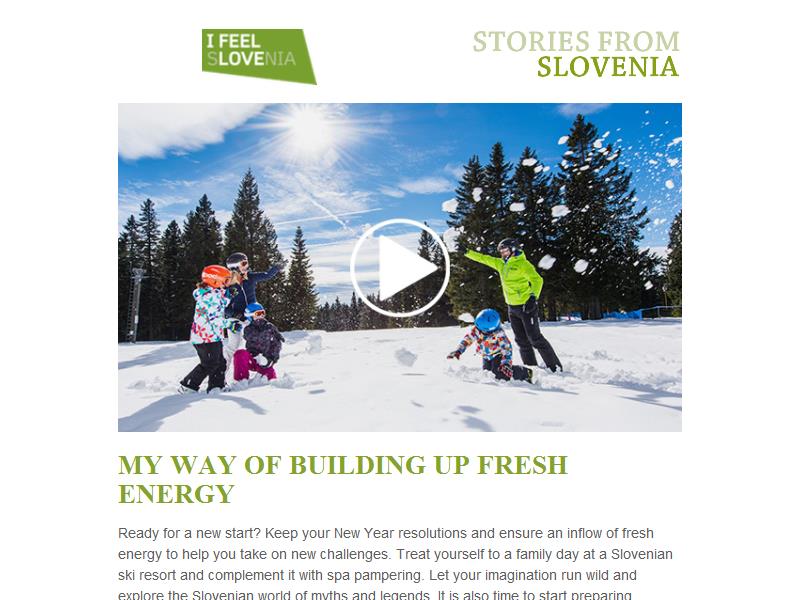 I FEEL
SLOVENIA
STORIES FROM
SLOVENIA
MY WAY OF BUILDING UP FRESH
ENERGY
Ready for a new start? Keep your New Year resolutions and ensure an inflow of fresh
energy to help you take on new challenges. Treat yourself to a family day at a Slovenian
ski resort and complement it with spa pampering. Let your imagination run wild and
explore the Slovenian world of myths and legends. It is also time to start preparing